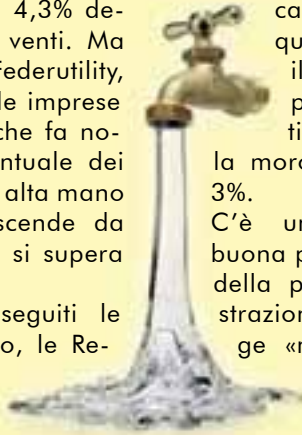 4,3% de-
venti. Ma
federutility,
le imprese
che fa no-
ntuale dei
alta mano
scende da
si supera
seguiti le
o, le Re-
ca
qu
il
p
ti
la moro
3%.
C'è un
buona p
della p
strazion
ge «n